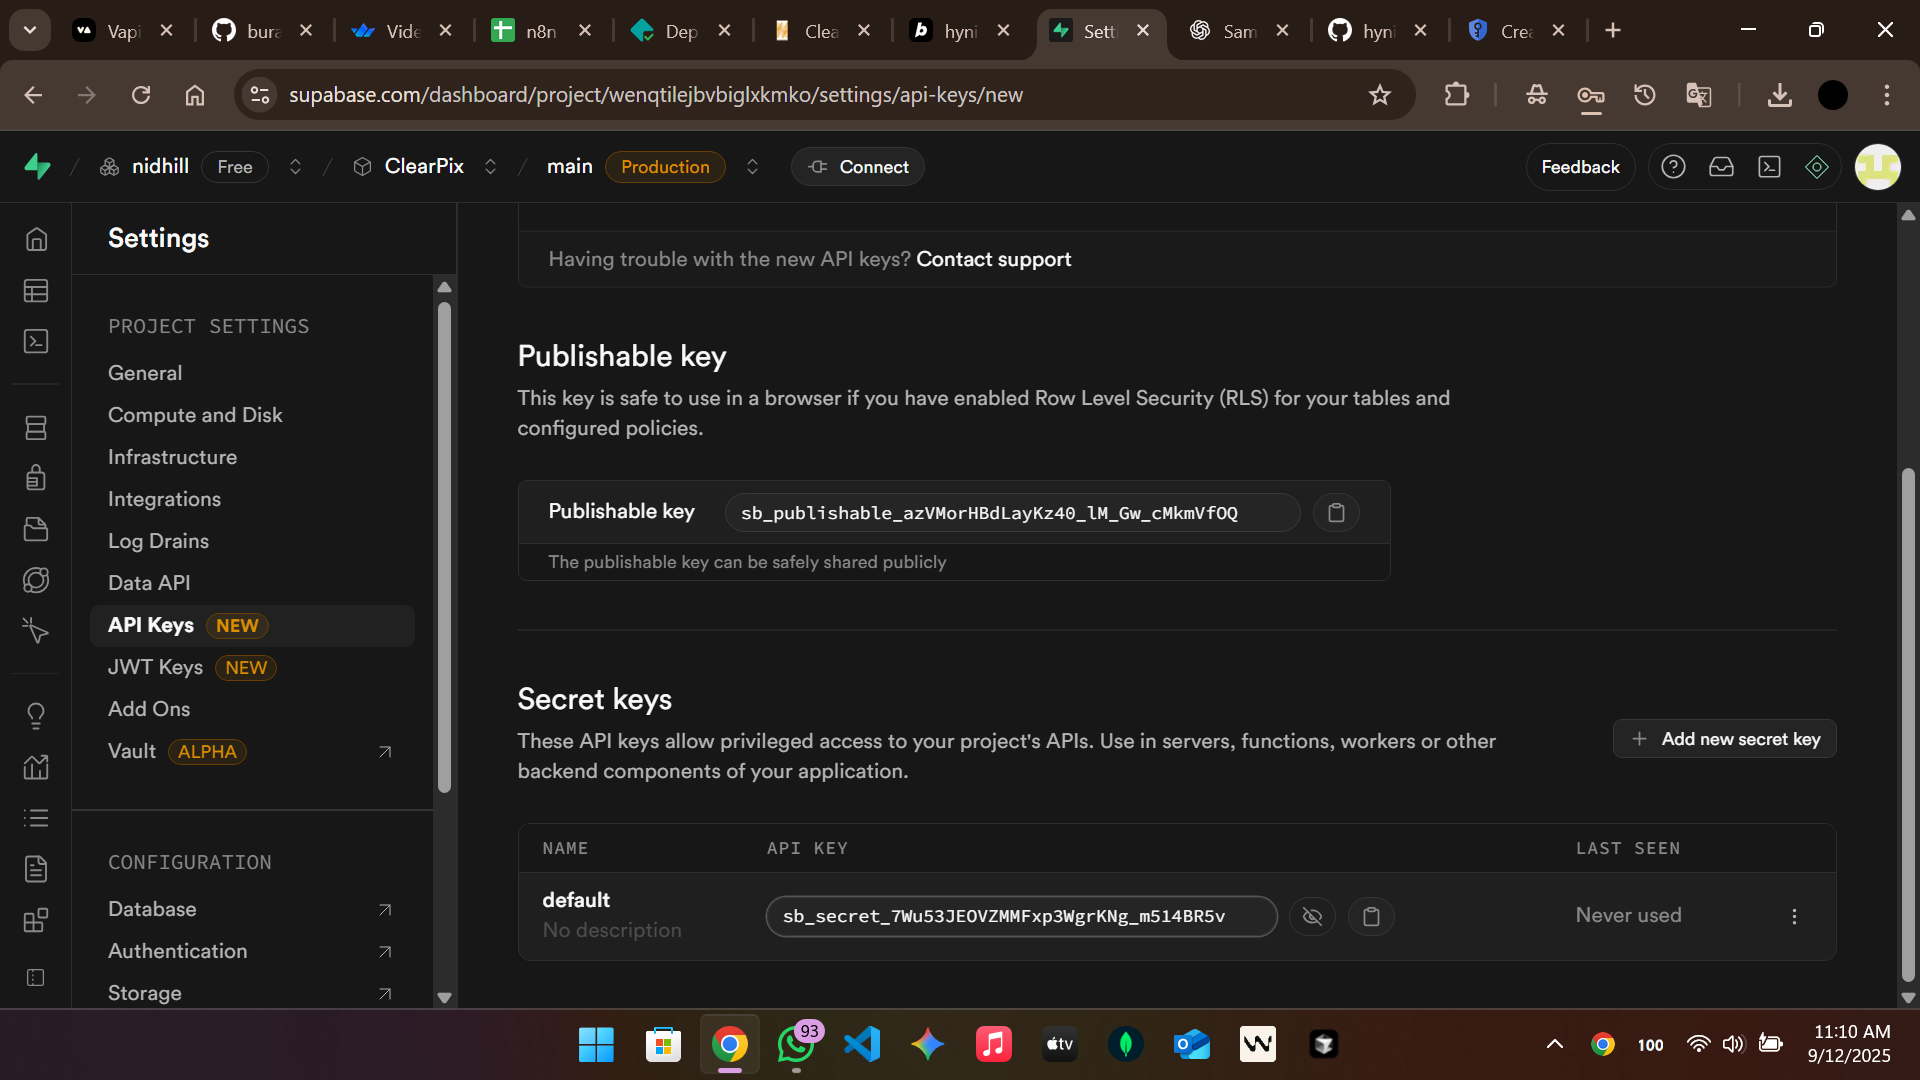 Vapi
bura
Vide
n8n
Dep
Clea
hyni
Setti
Sam
hyni
Crea
supabase.com/dashboard/project/wenqtilejbvbiglxkmko/settings/api-keys/new
nidhill Free ClearPix main Production Connect Feedback
Settings
PROJECT SETTINGS
General
Compute and Disk
Infrastructure
Integrations
Log Drains
Data API
API Keys NEW
JWT Keys NEW
Add Ons
Vault ALPHA
CONFIGURATION
Database
Authentication
Storage
Having trouble with the new API keys? Contact support
Publishable key
This key is safe to use in a browser if you have enabled Row Level Security (RLS) for your tables and
configured policies.
Publishable key sb_publishable_azVMorHBdLayKz40_lM_Gw_cMkmVfOQ
The publishable key can be safely shared publicly
Secret keys
These API keys allow privileged access to your project's APIs. Use in servers, functions, workers or other
backend components of your application.
Add new secret key
NAME API KEY LAST SEEN
default
No description
sb_secret_7Wu53JEOVZMMFxp3WgrKNg_m514BR5v
Never used
93
tv
100
11:10 AM
9/12/2025